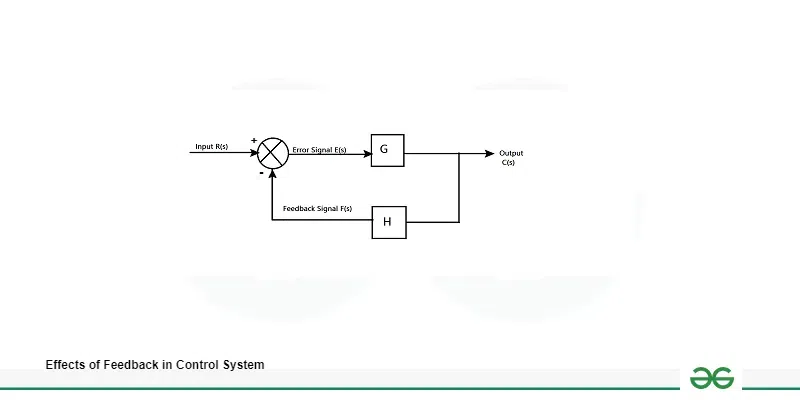 Input R(s)
+
-
Error Signal E(s)
G
Output
C(s)
Feedback Signal F(s)
H
Effects of Feedback in Control System